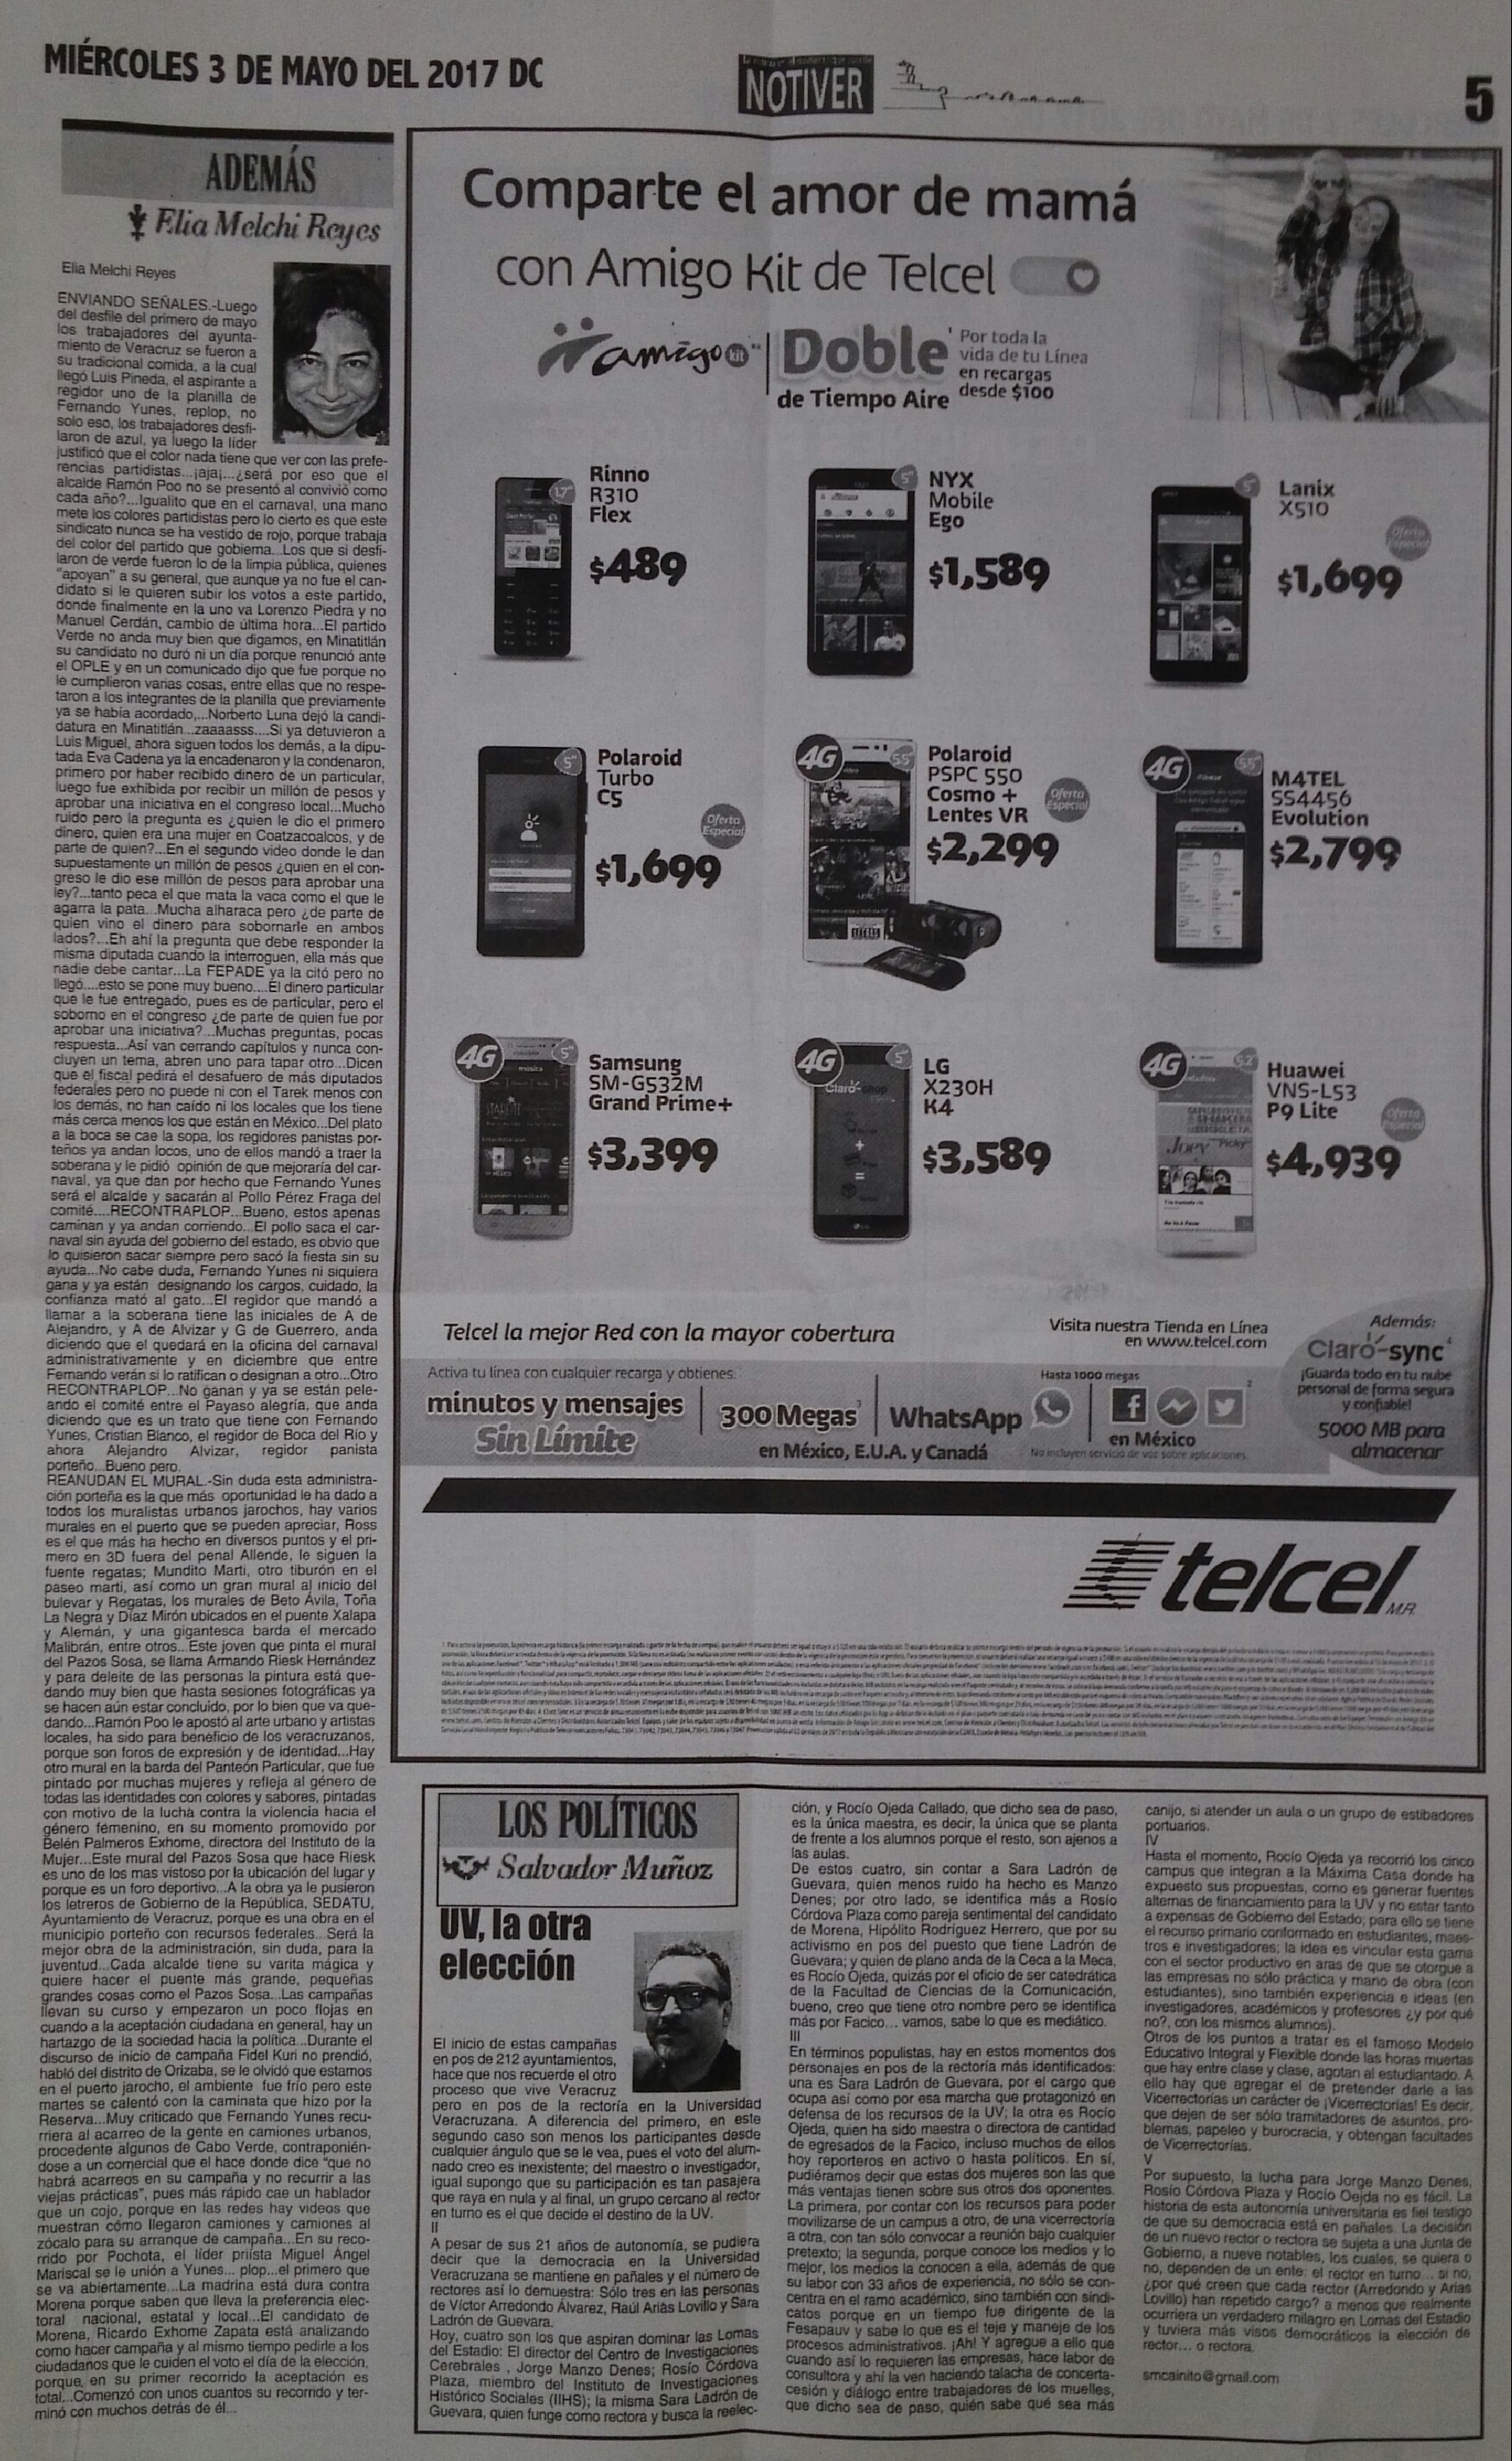 MIÉRCOLES 3 DE MAYO DEL 2017 DC
NOTIVER
5
ADEMÁS
Elia Melchi Reyes
Elia Melchi Reyes
ENVIANDO SEÑALES.-Luego
del desfile del primero de mayo
los trabajadores del ayunta-
miento de Veracruz se fueron a
su tradicional comida, a la cual
llegó Luis Pineda, el aspirante a
regidor uno de la planilla de
Fernando Yunes, replop, no
solo eso, los trabajadores desfi-
laron de azul, ya luego la líder
justificó que el color nada tiene que ver con las prefe-
rencias partidistas...¡aja¡...¿será por eso que el
alcalde Ramón Poo no se presentó al convivió como
cada año?...Igualito que en el carnaval, una mano
mete los colores partidistas pero lo cierto es que este
sindicato nunca se ha vestido de rojo, porque trabaja
del color del partido que gobierna...Los que si desfi-
laron de verde fueron lo de la limpia pública, quienes
"apoyan" a su general, que aunque ya no fue el can-
didato si le quieren subir los votos a este partido,
donde finalmente en la uno va Lorenzo Piedra y no
Manuel Cerdán, cambio de última hora...El partido
Verde no anda muy bien que digamos, en Minatitlán
su candidato no duró ni un día porque renunció ante
el OPLE y en un comunicado dijo que fue porque no
le cumplieron varias cosas, entre ellas que no respe-
taron a los integrantes de la planilla que previamente
ya se había acordado,...Norberto Luna dejó la candi-
datura en Minatitlán...zaaaasss....Si ya detuvieron a
Luis Miguel, ahora siguen todos los demás, a la dipu-
tada Eva Cadena ya la encadenaron y la condenaron,
primero por haber recibido dinero de un particular,
luego fue exhibida por recibir un millón de pesos y
aprobar una iniciativa en el congreso local...Mucho
ruido pero la pregunta es ¿quien le dio el primero
dinero, quien era una mujer en Coatzacoalcos, y de
parte de quien?...En el segundo video donde le dan
supuestamente un millón de pesos ¿quien en el con-
greso le dio ese millón de pesos para aprobar una
ley?...tanto peca el que mata la vaca como el que le
agarra la pata...Mucha alharaca pero ¿de parte de
quien vino el dinero para sobornarle en ambos
lados?...Eh ahí la pregunta que debe responder la
misma diputada cuando la interroguen, ella más que
nadie debe cantar...La FEPADE ya la citó pero no
llegó....esto se pone muy bueno....El dinero particular
que le fue entregado, pues es de particular, pero el
soborno en el congreso ¿de parte de quien fue por
aprobar una iniciativa?...Muchas preguntas, pocas
respuesta...Así van cerrando capítulos y nunca con-
cluyen un tema, abren uno para tapar otro...Dicen
que el fiscal pedirá el desafuero de más diputados
federales pero no puede ni con el Tarek menos con
los demás, no han caído ni los locales que los tiene
más cerca menos los que están en México...Del plato
a la boca se cae la sopa, los regidores panistas por-
teños ya andan locos, uno de ellos mandó a traer la
soberana y le pidió opinión de que mejoraría del car-
naval, ya que dan por hecho que Fernando Yunes
será el alcalde y sacarán al Pollo Pérez Fraga del
comité....RECONTRAPLOP...Bueno, estos apenas
caminan y ya andan corriendo...El pollo saca el car-
naval sin ayuda del gobierno del estado, es obvio que
lo quisieron sacar siempre pero sacó la fiesta sin su
ayuda...No cabe duda, Fernando Yunes ni siquiera
gana y ya están designando los cargos, cuidado, la
confianza mató al gato...El regidor que mandó a
llamar a la soberana tiene las iniciales de A de
Alejandro, y A de Alvizar y G de Guerrero, anda
diciendo que el quedará en la oficina del carnaval
administrativamente y en diciembre que entre
Fernando verán si lo ratifican o designan a otro...Otro
RECONTRAPLOP...No ganan y ya se están pele-
ando el comité entre el Payaso alegría, que anda
diciendo que es un trato que tiene con Fernando
Yunes, Cristian Blanco, el regidor de Boca del Río y
ahora Alejandro Alvizar, regidor panista
porteño...Bueno pero.
REANUDAN EL MURAL.-Sin duda esta administra-
ción porteña es la que más oportunidad le ha dado a
todos los muralistas urbanos jarochos, hay varios
murales en el puerto que se pueden apreciar, Ross
es el que más ha hecho en diversos puntos y el pri-
mero en 3D fuera del penal Allende, le siguen la
fuente regatas; Mundito Marti, otro tiburón en el
paseo marti, así como un gran mural al inicio del
bulevar y Regatas, los murales de Beto Ávila, Toña
La Negra y Díaz Mirón ubicados en el puente Xalapa
y Alemán, y una gigantesca barda el mercado
Malibrán, entre otros...Este joven que pinta el mural
del Pazos Sosa, se llama Armando Riesk Hernández
y para deleite de las personas la pintura está que-
dando muy bien que hasta sesiones fotográficas ya
se hacen aún estar concluido, por lo bien que va que-
dando...Ramón Poo le apostó al arte urbano y artistas
locales, ha sido para beneficio de los veracruzanos,
porque son foros de expresión y de identidad...Hay
otro mural en la barda del Panteón Particular, que fue
pintado por muchas mujeres y refleja al género de
todas las identidades con colores y sabores, pintadas
con motivo de la lucha contra la violencia hacia el
género femenino, en su momento promovido por
Belén Palmeros Exhome, directora del Instituto de la
Mujer...Este mural del Pazos Sosa que hace Riesk
es uno de los mas vistoso por la ubicación del lugar y
porque es un foro deportivo...A la obra ya le pusieron
los letreros de Gobierno de la República, SEDATU,
Ayuntamiento de Veracruz, porque es una obra en el
municipio porteño con recursos federales...Será la
mejor obra de la administración, sin duda, para la
juventud...Cada alcalde tiene su varita mágica y
quiere hacer el puente más grande, pequeñas
grandes cosas como el Pazos Sosa...Las campañas
llevan su curso y empezaron un poco flojas en
cuando a la aceptación ciudadana en general, hay un
hartazgo de la sociedad hacia la política...Durante el
discurso de inicio de campaña Fidel Kuri no prendió,
habló del distrito de Orizaba, se le olvidó que estamos
en el puerto jarocho, el ambiente fue frío pero este
martes se calentó con la caminata que hizo por la
Reserva...Muy criticado que Fernando Yunes recu-
rriera al acarreo de la gente en camiones urbanos,
procedente algunos de Cabo Verde, contraponién-
dose a un comercial que el hace donde dice "que no
habrá acarreos en su campaña y no recurrir a las
viejas prácticas", pues más rápido cae un hablador
que un cojo, porque en las redes hay videos que
muestran cómo llegaron camiones y camiones al
zócalo para su arranque de campaña...En su reco-
rrido por Pochota, el líder priísta Miguel Ángel
Mariscal se le unión a Yunes... plop...el primero que
se va abiertamente...La madrina está dura contra
Morena porque saben que lleva la preferencia elec-
toral nacional, estatal y local...El candidato de
Morena, Ricardo Exhome Zapata está analizando
como hacer campaña y al mismo tiempo pedirle a los
ciudadanos que le cuiden el voto el día de la elección,
porque, en su primer recorrido la aceptación es
total...Comenzó con unos cuantos su recorrido y ter-
minó con muchos detrás de él...
Comparte el amor de mamá
con Amigo Kit de Telcel
amigo kit
Doble
de Tiempo Aire
Por toda la
vida de tu Línea
en recargas
desde $100
1.7"
Rinno
R310
Flex
$489
5"
NYX
Mobile
Ego
$1,589
5"
Lanix
X510
Oferta
Especial
$1,699
5"
Polaroid
Turbo
C5
Oferta
Especial
$1,699
4G
5.5"
Polaroid
PSPC 550
Cosmo +
Lentes VR
Oferta
Especial
$2,299
4G
5.5"
M4TEL
SS4456
Evolution
$2,799
4G
5"
Samsung
SM-G532M
Grand Prime+
$3,399
4G
5"
LG
X230H
K4
$3,589
4G
5.2"
Huawei
VNS-L53
P9 Lite
Oferta
Especial
$4,939
Telcel la mejor Red con la mayor cobertura
Visita nuestra Tienda en Línea
en www.telcel.com
Además:
Claro-sync
¡Guarda todo en tu nube
personal de forma segura
y confiable!
5000 MB para
almacenar
Activa tu línea con cualquier recarga y obtienes:
minutos y mensajes
Sin Límite
300 Megas
WhatsApp
en México, E.U.A. y Canadá
Hasta 1000 megas
en México
No incluyen servicio de voz sobre aplicaciones.
telcel M.R.
LOS POLÍTICOS
Salvador Muñoz
UV, la otra
elección
El inicio de estas campañas
en pos de 212 ayuntamientos,
hace que nos recuerde el otro
proceso que vive Veracruz
pero en pos de la rectoría en la Universidad
Veracruzana. A diferencia del primero, en este
segundo caso son menos los participantes desde
cualquier ángulo que se le vea, pues el voto del alum-
nado creo es inexistente; del maestro o investigador,
igual supongo que su participación es tan pasajera
que raya en nula y al final, un grupo cercano al rector
en turno es el que decide el destino de la UV.
II
A pesar de sus 21 años de autonomía, se pudiera
decir que la democracia en la Universidad
Veracruzana se mantiene en pañales y el número de
rectores así lo demuestra: Sólo tres en las personas
de Víctor Arredondo Álvarez, Raúl Arias Lovillo y Sara
Ladrón de Guevara.
Hoy, cuatro son los que aspiran dominar las Lomas
del Estadio: El director del Centro de Investigaciones
Cerebrales , Jorge Manzo Denes; Rosío Córdova
Plaza, miembro del Instituto de Investigaciones
Histórico Sociales (IIHS); la misma Sara Ladrón de
Guevara, quien funge como rectora y busca la reelec-
ción, y Rocío Ojeda Callado, que dicho sea de paso,
es la única maestra, es decir, la única que se planta
de frente a los alumnos porque el resto, son ajenos a
las aulas.
De estos cuatro, sin contar a Sara Ladrón de
Guevara, quien menos ruido ha hecho es Manzo
Denes; por otro lado, se identifica más a Rosío
Córdova Plaza como pareja sentimental del candidato
de Morena, Hipólito Rodríguez Herrero, que por su
activismo en pos del puesto que tiene Ladrón de
Guevara; y quien de plano anda de la Ceca a la Meca,
es Rocío Ojeda, quizás por el oficio de ser catedrática
de la Facultad de Ciencias de la Comunicación,
bueno, creo que tiene otro nombre pero se identifica
más por Facico... vamos, sabe lo que es mediático.
III
En términos populistas, hay en estos momentos dos
personajes en pos de la rectoría más identificados:
una es Sara Ladrón de Guevara, por el cargo que
ocupa así como por esa marcha que protagonizó en
defensa de los recursos de la UV; la otra es Rocío
Ojeda, quien ha sido maestra o directora de cantidad
de egresados de la Facico, incluso muchos de ellos
hoy reporteros en activo o hasta políticos. En sí,
pudiéramos decir que estas dos mujeres son las que
más ventajas tienen sobre sus otros dos oponentes.
La primera, por contar con los recursos para poder
movilizarse de un campus a otro, de una vicerrectoría
a otra, con tan sólo convocar a reunión bajo cualquier
pretexto; la segunda, porque conoce los medios y lo
mejor, los medios la conocen a ella, además de que
su labor con 33 años de experiencia, no sólo se con-
centra en el ramo académico, sino también con sindi-
catos porque en un tiempo fue dirigente de la
Fesapauv y sabe lo que es el teje y maneje de los
procesos administrativos. ¡Ah! Y agregue a ello que
cuando así lo requieren las empresas, hace labor de
consultora y ahí la ven haciendo talacha de concerta-
cesión y diálogo entre trabajadores de los muelles,
que dicho sea de paso, quién sabe qué sea más
canijo, si atender un aula o un grupo de estibadores
portuarios.
IV
Hasta el momento, Rocío Ojeda ya recorrió los cinco
campus que integran a la Máxima Casa donde ha
expuesto sus propuestas, como es generar fuentes
alternas de financiamiento para la UV y no estar tanto
a expensas de Gobierno del Estado; para ello se tiene
el recurso primario conformado en estudiantes, maes-
tros e investigadores; la idea es vincular esta gama
con el sector productivo en aras de que se otorgue a
las empresas no sólo práctica y mano de obra (con
estudiantes), sino también experiencia e ideas (en
investigadores, académicos y profesores ¿y por qué
no?, con los mismos alumnos).
Otros de los puntos a tratar es el famoso Modelo
Educativo Integral y Flexible donde las horas muertas
que hay entre clase y clase, agotan al estudiantado. A
ello hay que agregar el de pretender darle a las
Vicerrectorías un carácter de ¡Vicerrectorías! Es decir,
que dejen de ser sólo tramitadores de asuntos, pro-
blemas, papeleo y burocracia, y obtengan facultades
de Vicerrectorías.
V
Por supuesto, la lucha para Jorge Manzo Denes,
Rosío Córdova Plaza y Rocío Oejda no es fácil. La
historia de esta autonomía universitaria es fiel testigo
de que su democracia está en pañales. La decisión
de un nuevo rector o rectora se sujeta a una Junta de
Gobierno, a nueve notables, los cuales, se quiera o
no, dependen de un ente: el rector en turno... si no,
¿por qué creen que cada rector (Arredondo y Arias
Lovillo) han repetido cargo? a menos que realmente
ocurriera un verdadero milagro en Lomas del Estadio
y tuviera más visos democráticos la elección de
rector... o rectora.
smcainito@gmail.com